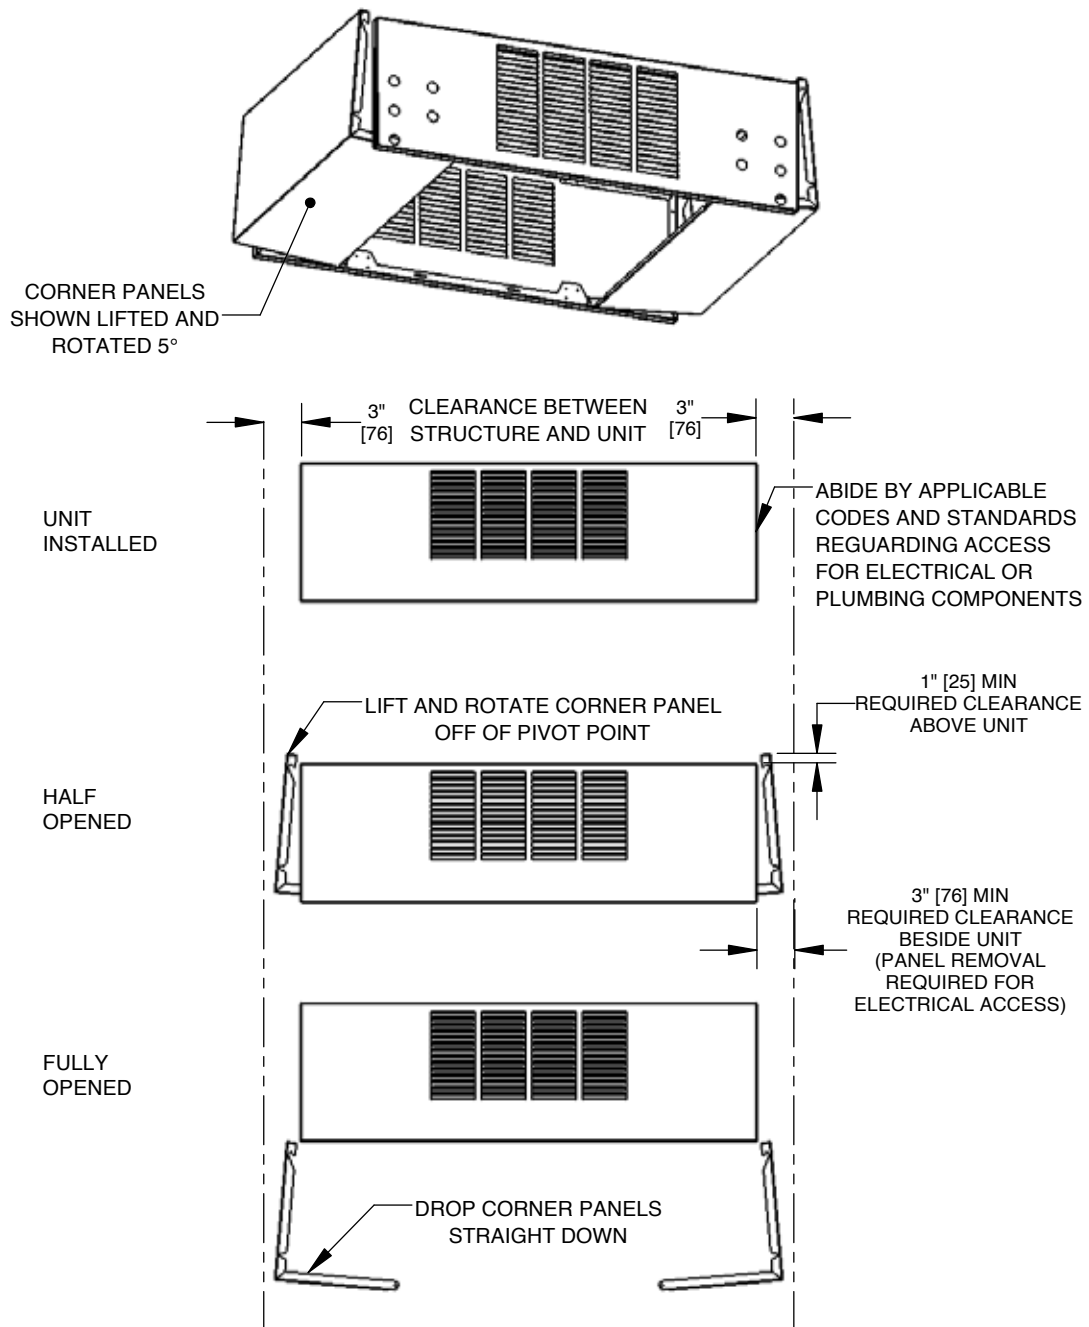 CORNER PANELS
SHOWN LIFTED AND
ROTATED 5°
3"
[76]
CLEARANCE BETWEEN
STRUCTURE AND UNIT
3"
[76]
UNIT
INSTALLED
ABIDE BY APPLICABLE
CODES AND STANDARDS
REGUARDING ACCESS
FOR ELECTRICAL OR
PLUMBING COMPONENTS
LIFT AND ROTATE CORNER PANEL
OFF OF PIVOT POINT
1" [25] MIN
REQUIRED CLEARANCE
ABOVE UNIT
HALF
OPENED
3" [76] MIN
REQUIRED CLEARANCE
BESIDE UNIT
(PANEL REMOVAL
REQUIRED FOR
ELECTRICAL ACCESS)
FULLY
OPENED
DROP CORNER PANELS
STRAIGHT DOWN